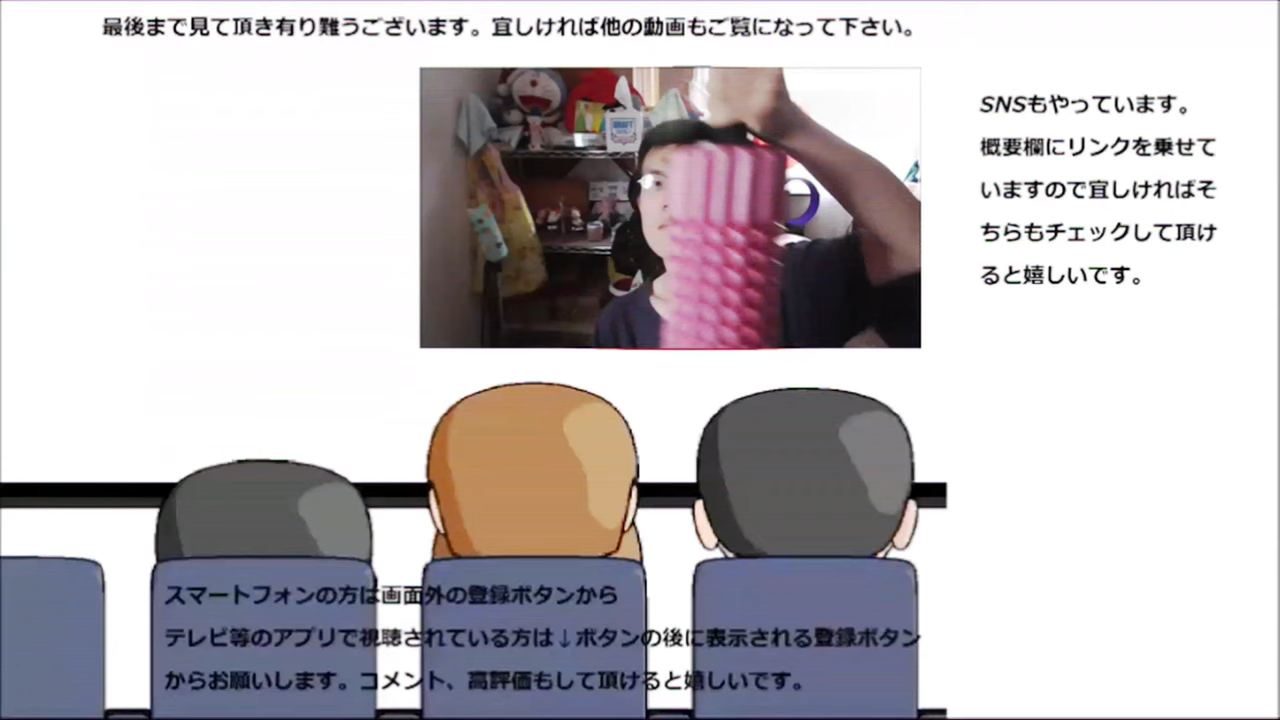 最後まで見て頂き有り難うございます。宜しければ他の動画もご覧になって下さい。
SNSもやっています。
概要欄にリンクを乗せて
いますので宜しければそ
ちらもチェックして頂け
ると嬉しいです。
スマートフォンの方は画面外の登録ボタンから
テレビ等のアプリで視聴されている方は↓ボタンの後に表示される登録ボタン
からお願いします。コメント、高評価もして頂けると嬉しいです。